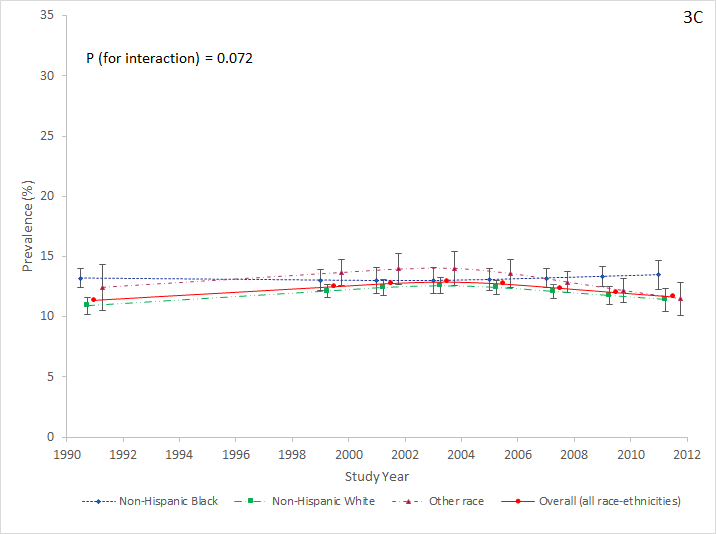 3C
P (for interaction) = 0.072
35
30
25
20
15
10
5
0
Prevalence (%)
1990 1992 1994 1996 1998 2000 2002 2004 2006 2008 2010 2012
Study Year
Non-Hispanic Black Non-Hispanic White Other race Overall (all race-ethnicities)